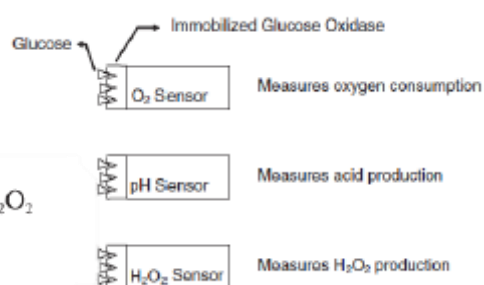 Immobilized Glucose Oxidase
Glucose
O₂ Sensor
Measures oxygen consumption
pH Sensor
Measures acid production
₂O₂
H₂O₂ Sensor
Measures H₂O₂ production